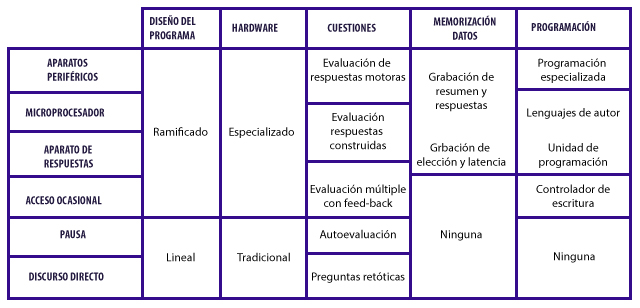 DISEÑO DEL
PROGRAMA
HARDWARE
CUESTIONES
MEMORIZACIÓN
DATOS
PROGRAMACIÓN
APARATOS
PERIFÉRICOS
MICROPROCESADOR
APARATO DE
RESPUESTAS
ACCESO OCASIONAL
PAUSA
DISCURSO DIRECTO
Ramificado
Lineal
Especializado
Tradicional
Evaluación de
respuestas motoras
Evaluación
respuestas
construidas
Evaluación múltiple
con feed-back
Autoevaluación
Preguntas retóticas
Grabación de
resumen y
respuestas
Grbación de
elección y latencia
Ninguna
Programación
especializada
Lenguajes de autor
Unidad de
programación
Controlador de
escritura
Ninguna